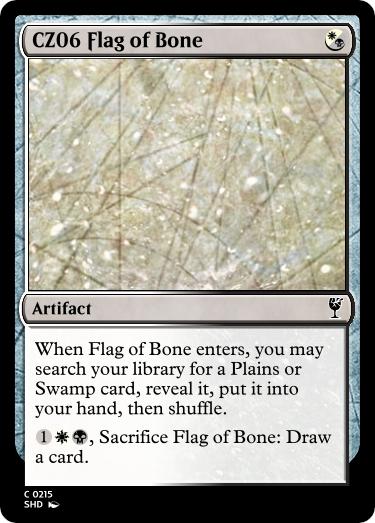 CZ06 Flag of Bone
Artifact
When Flag of Bone enters, you may
search your library for a Plains or
Swamp card, reveal it, put it into
your hand, then shuffle.
1, Sacrifice Flag of Bone: Draw
a card.
C 0215
SHD